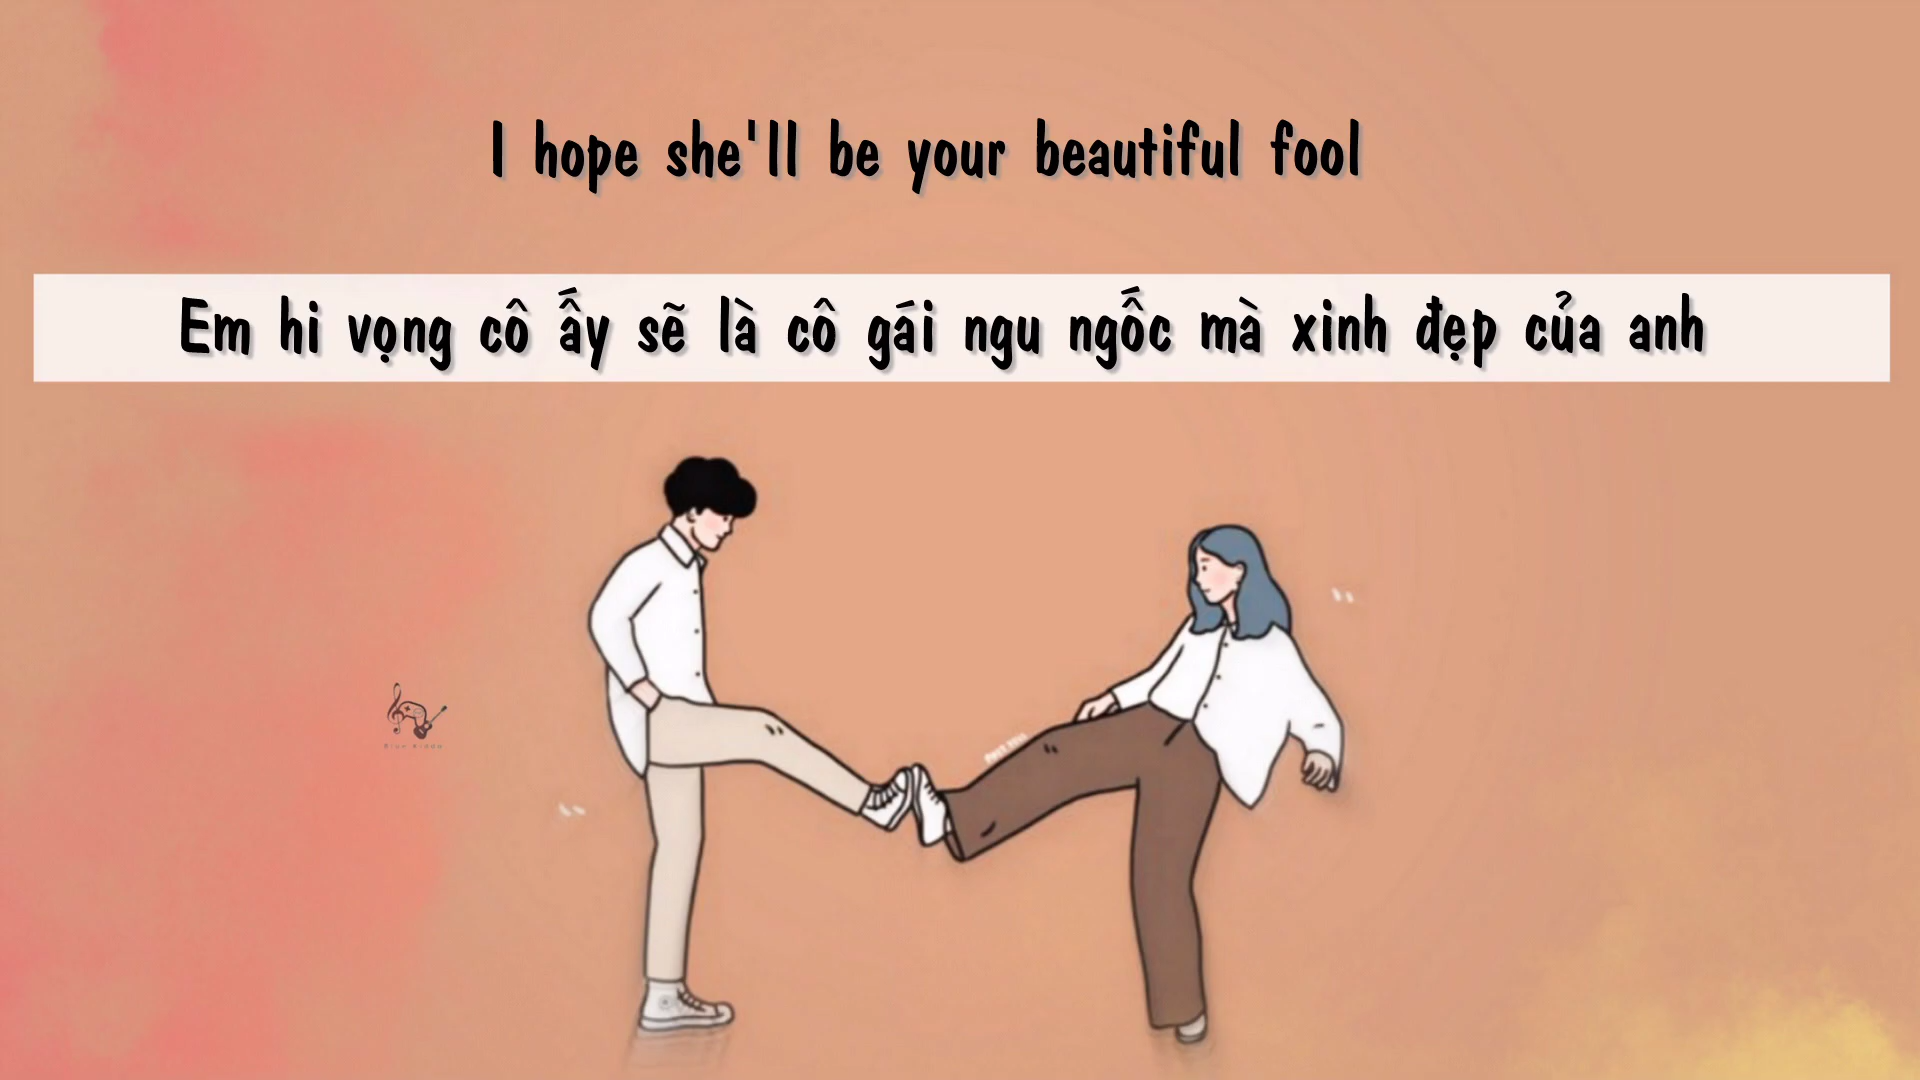 I hope she'll be your beautiful fool
Em hi vọng cô ấy sẽ là cô gái ngu ngốc mà xinh đẹp của anh